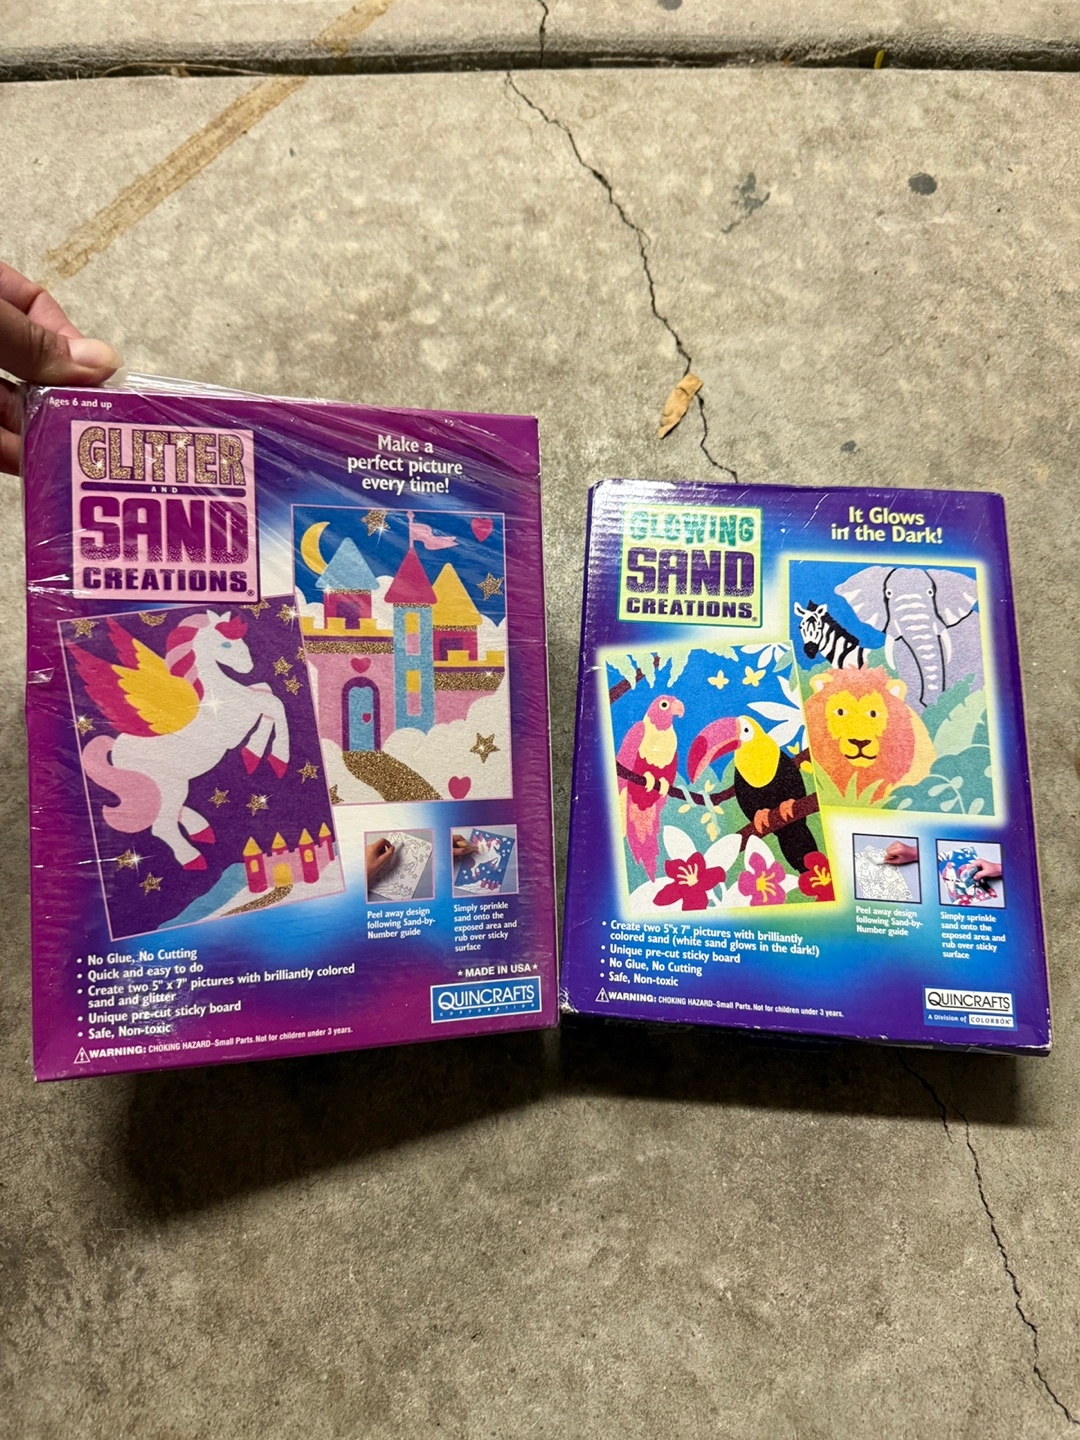 Ages 6 and up
GLITTER
AND
SAND
CREATIONS®
Make a
perfect picture
every time!
Peel away design
following Sand-by-
Number guide
Simply sprinkle
sand onto the
exposed area and
rub over sticky
surface
• No Glue, No Cutting
• Quick and easy to do
• Create two 5" x 7" pictures with brilliantly colored
sand and glitter
• Unique pre-cut sticky board
• Safe, Non-toxic
WARNING: CHOKING HAZARD–Small Parts. Not for children under 3 years.
★ MADE IN USA ★
QUINCRAFTS
CORPORATION
GLOWING
SAND
CREATIONS®
It Glows
in the Dark!
Peel away design
following Sand-by-
Number guide
Simply sprinkle
sand onto the
exposed area and
rub over sticky
surface
• Create two 5"x 7" pictures with brilliantly
colored sand (white sand glows in the dark!)
• Unique pre-cut sticky board
• No Glue, No Cutting
• Safe, Non-toxic
WARNING: CHOKING HAZARD–Small Parts. Not for children under 3 years.
QUINCRAFTS
A Division of COLORBÖK®